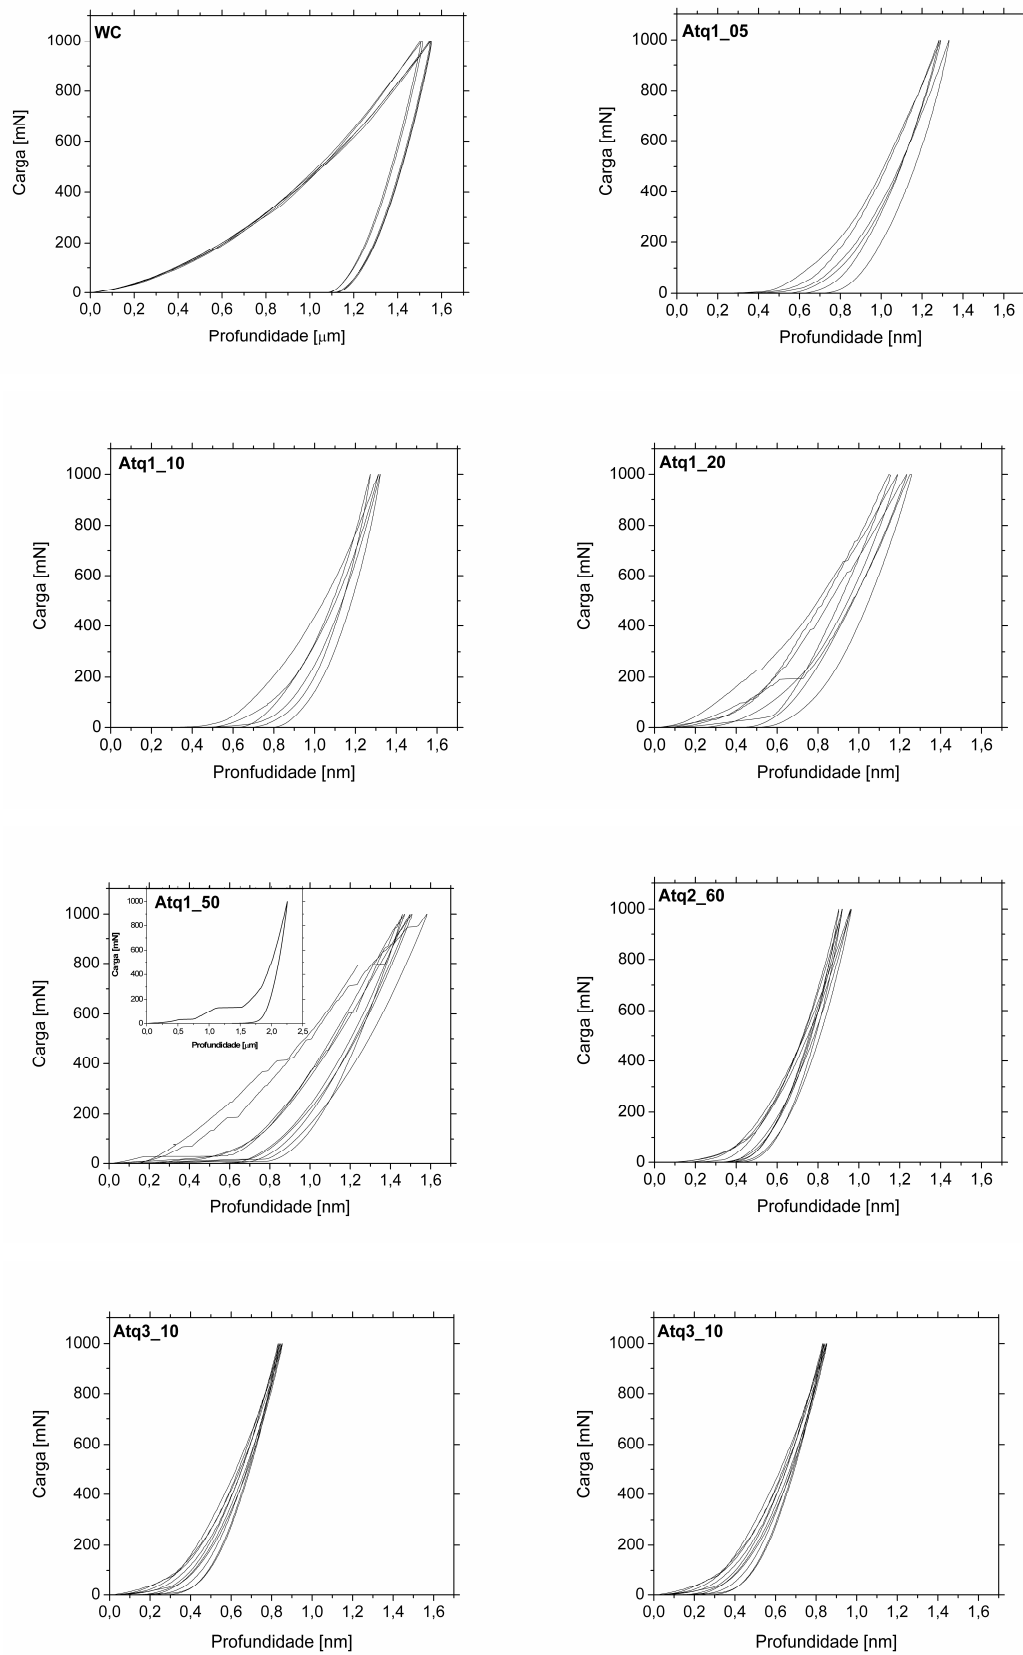 WC
1000
800
600
400
200
0
Carga [mN]
0,0 0,2 0,4 0,6 0,8 1,0 1,2 1,4 1,6
Profundidade [μm]
Atq1_05
1000
800
600
400
200
0
Carga [mN]
0,0 0,2 0,4 0,6 0,8 1,0 1,2 1,4 1,6
Profundidade [nm]
Atq1_10
1000
800
600
400
200
0
Carga [mN]
0,0 0,2 0,4 0,6 0,8 1,0 1,2 1,4 1,6
Pronfudidade [nm]
Atq1_20
1000
800
600
400
200
0
Carga [mN]
0,0 0,2 0,4 0,6 0,8 1,0 1,2 1,4 1,6
Profundidade [nm]
Atq1_50
1000
800
600
400
200
0
Carga [mN]
1000
800
600
400
200
0
Carga [mN]
0,0 0,5 1,0 1,5 2,0 2,5
Profundidade [μm]
0,0 0,2 0,4 0,6 0,8 1,0 1,2 1,4 1,6
Profundidade [nm]
Atq2_60
1000
800
600
400
200
0
Carga [mN]
0,0 0,2 0,4 0,6 0,8 1,0 1,2 1,4 1,6
Profundidade [nm]
Atq3_10
1000
800
600
400
200
0
Carga [mN]
0,0 0,2 0,4 0,6 0,8 1,0 1,2 1,4 1,6
Profundidade [nm]
Atq3_10
1000
800
600
400
200
0
Carga [mN]
0,0 0,2 0,4 0,6 0,8 1,0 1,2 1,4 1,6
Profundidade [nm]